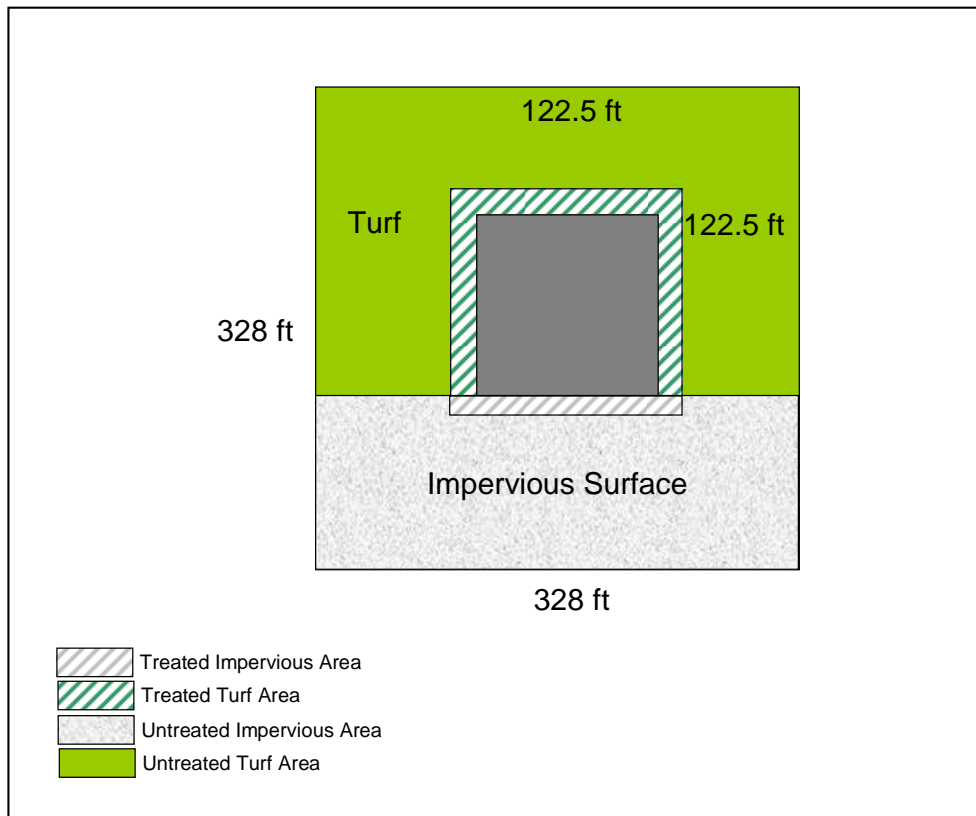 122.5 ft
Turf
122.5 ft
328 ft
Impervious Surface
328 ft
Treated Impervious Area
Treated Turf Area
Untreated Impervious Area
Untreated Turf Area